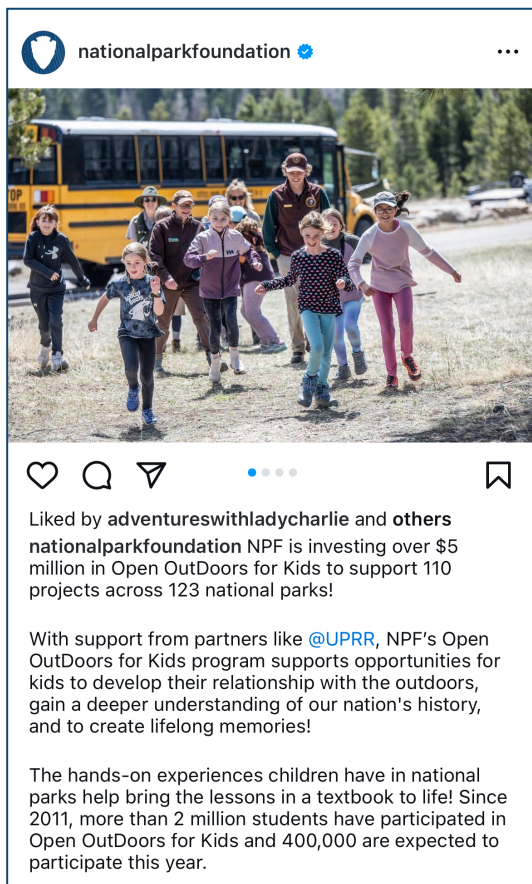 nationalparkfoundation
Liked by adventureswithladycharlie and others
nationalparkfoundation NPF is investing over $5
million in Open OutDoors for Kids to support 110
projects across 123 national parks!
With support from partners like @UPRR, NPF’s Open
OutDoors for Kids program supports opportunities for
kids to develop their relationship with the outdoors,
gain a deeper understanding of our nation's history,
and to create lifelong memories!
The hands-on experiences children have in national
parks help bring the lessons in a textbook to life! Since
2011, more than 2 million students have participated in
Open OutDoors for Kids and 400,000 are expected to
participate this year.